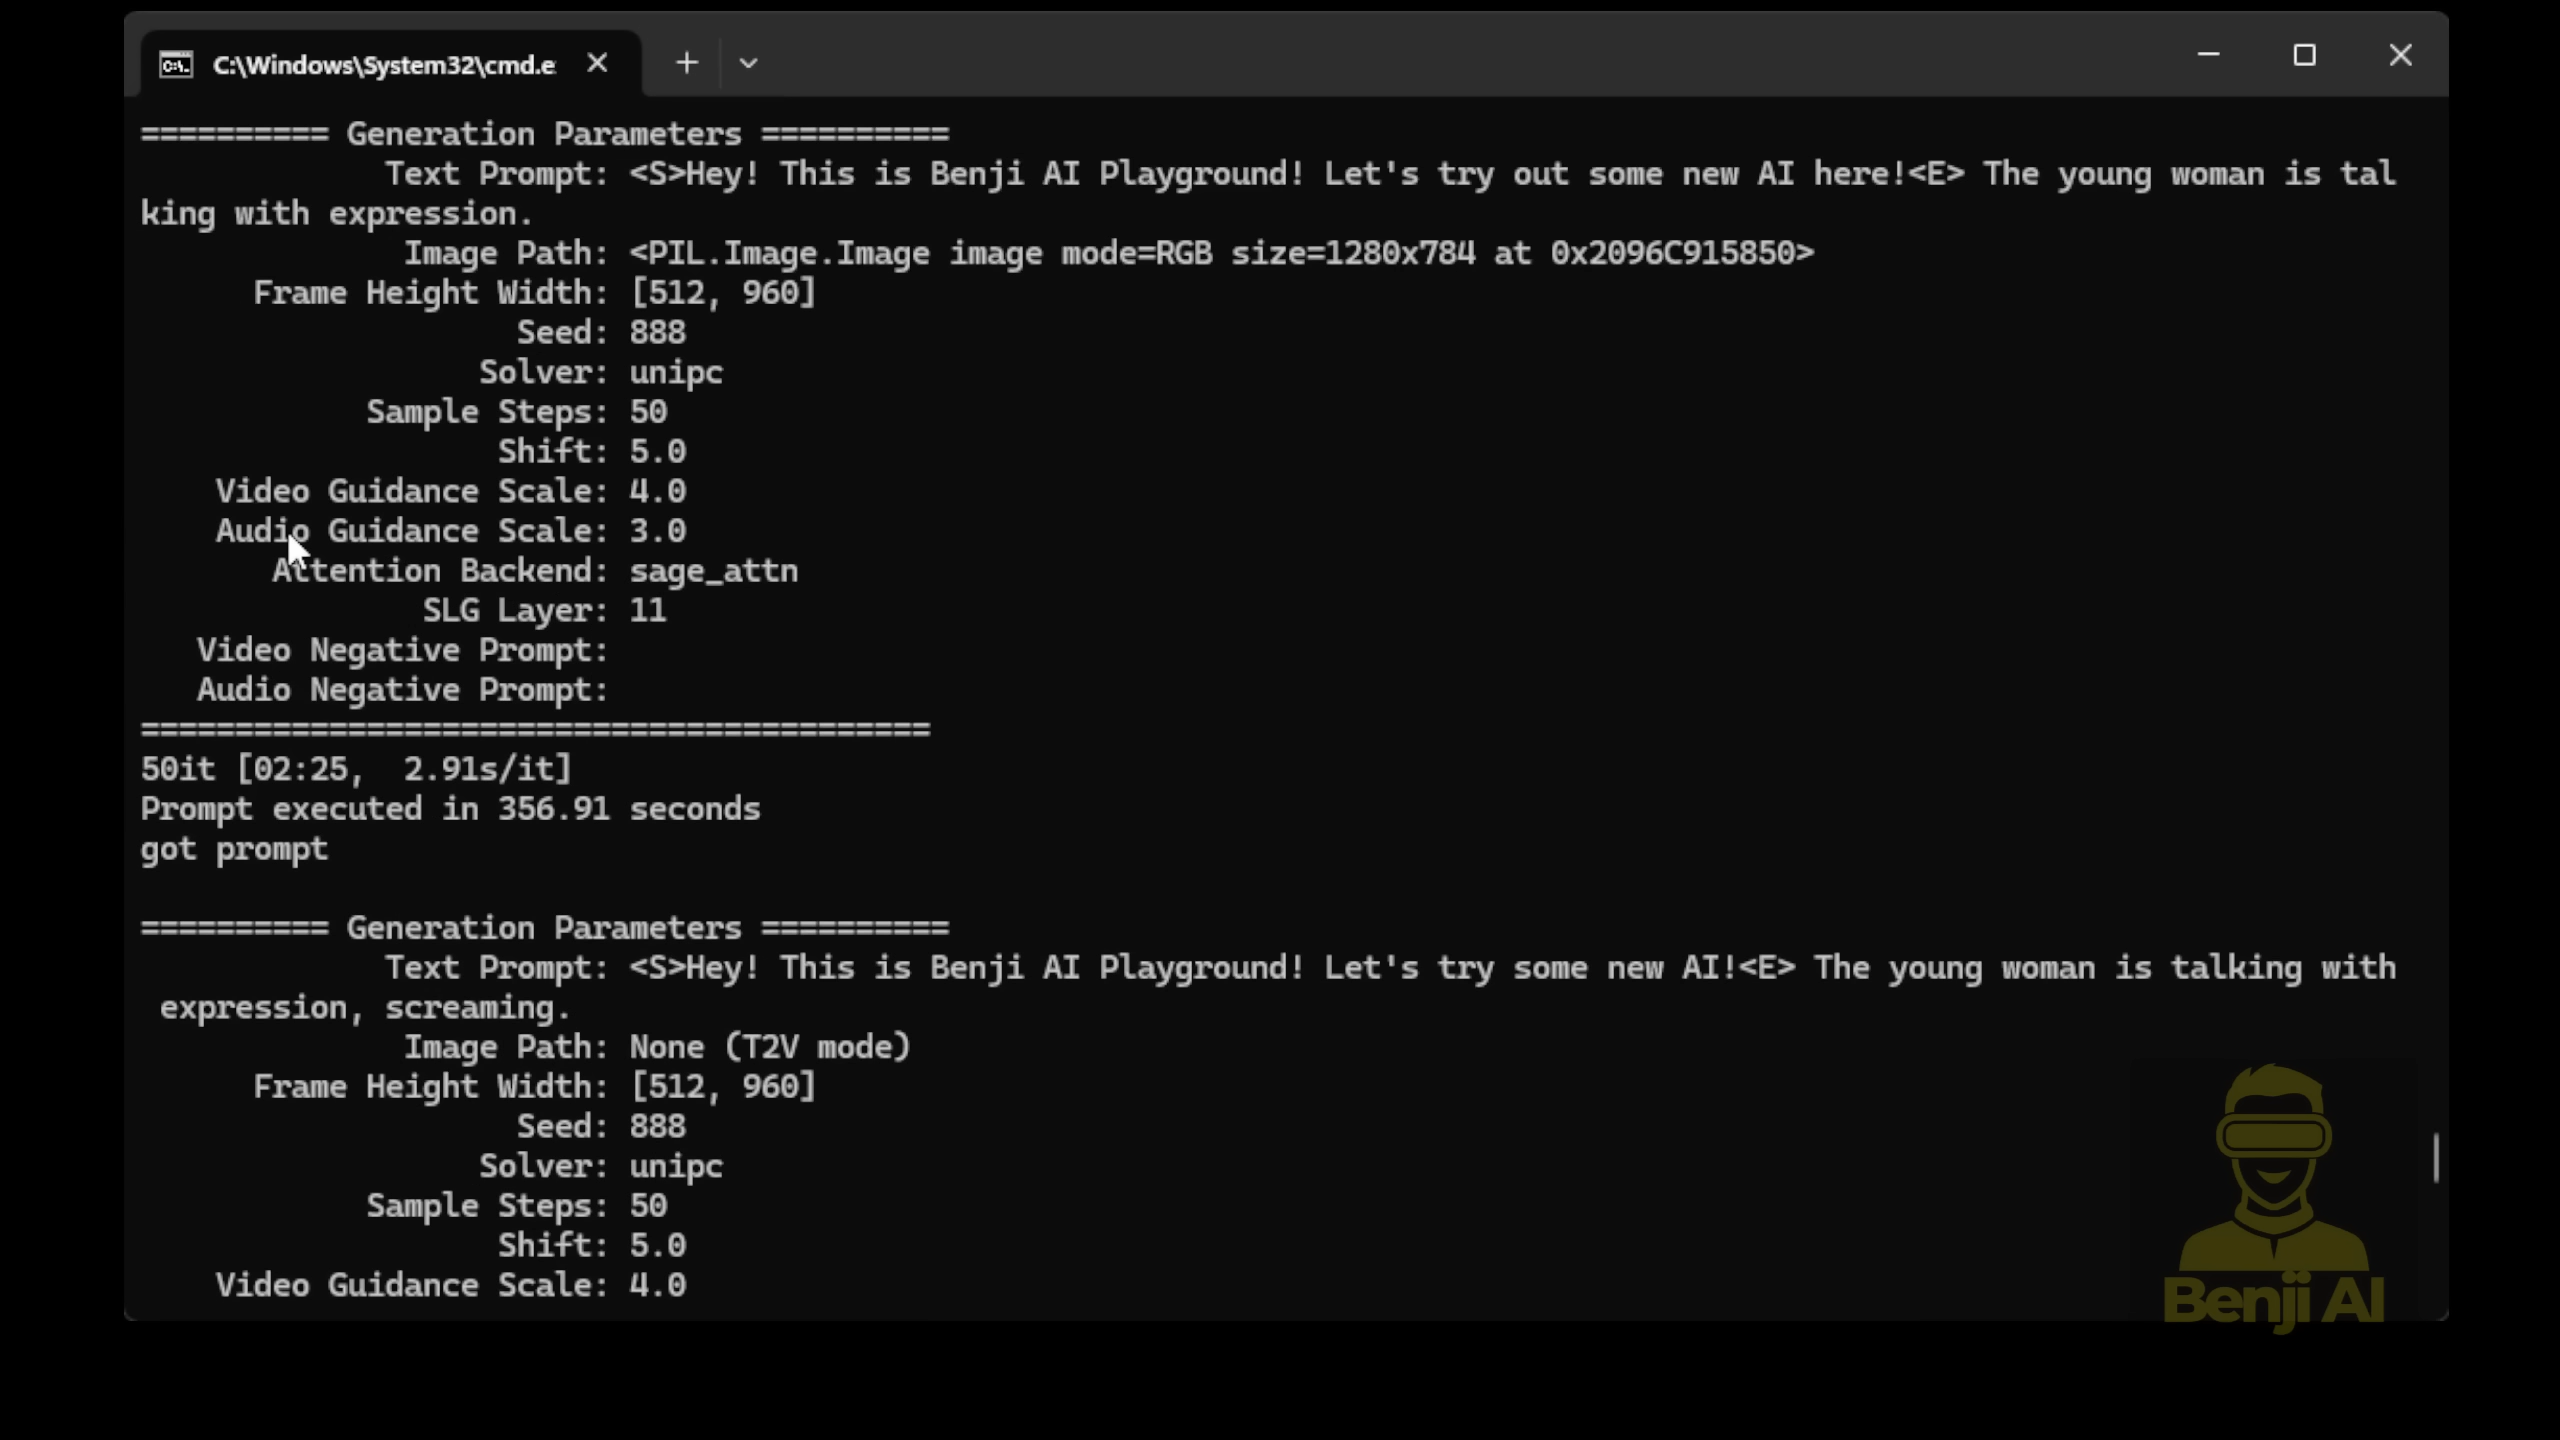 C:\Windows\System32\cmd.e
========== Generation Parameters ==========
Text Prompt: <S>Hey! This is Benji AI Playground! Let's try out some new AI here!<E> The young woman is tal
king with expression.
Image Path: <PIL.Image.Image image mode=RGB size=1280x784 at 0x2096C915850>
Frame Height Width: [512, 960]
Seed: 888
Solver: unipc
Sample Steps: 50
Shift: 5.0
Video Guidance Scale: 4.0
Audio Guidance Scale: 3.0
Attention Backend: sage_attn
SLG Layer: 11
Video Negative Prompt:
Audio Negative Prompt:
==========================================
50it [02:25,  2.91s/it]
Prompt executed in 356.91 seconds
got prompt
========== Generation Parameters ==========
Text Prompt: <S>Hey! This is Benji AI Playground! Let's try some new AI!<E> The young woman is talking with
expression, screaming.
Image Path: None (T2V mode)
Frame Height Width: [512, 960]
Seed: 888
Solver: unipc
Sample Steps: 50
Shift: 5.0
Video Guidance Scale: 4.0
Benji AI